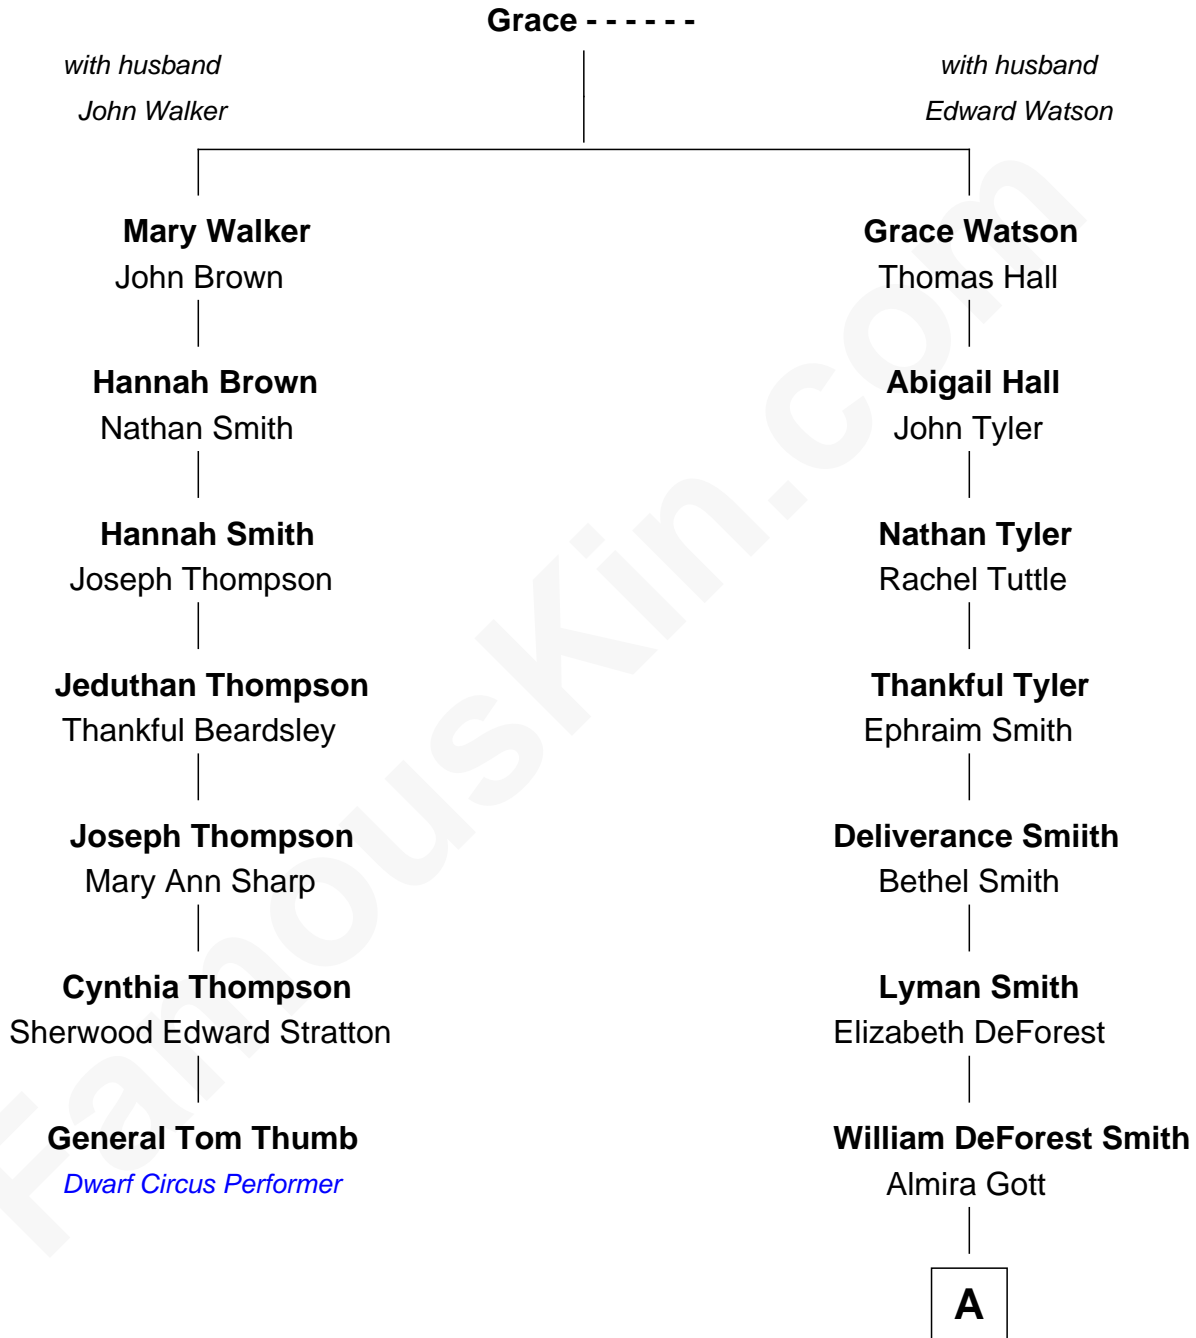 Grace - - - - - -
with husband
John Walker
with husband
Edward Watson
Mary Walker
John Brown
Grace Watson
Thomas Hall
Hannah Brown
Nathan Smith
Abigail Hall
John Tyler
Hannah Smith
Joseph Thompson
Nathan Tyler
Rachel Tuttle
Jeduthan Thompson
Thankful Beardsley
Thankful Tyler
Ephraim Smith
Joseph Thompson
Mary Ann Sharp
Deliverance Smiith
Bethel Smith
Cynthia Thompson
Sherwood Edward Stratton
Lyman Smith
Elizabeth DeForest
General Tom Thumb
Dwarf Circus Performer
William DeForest Smith
Almira Gott
A
FamousKin.com